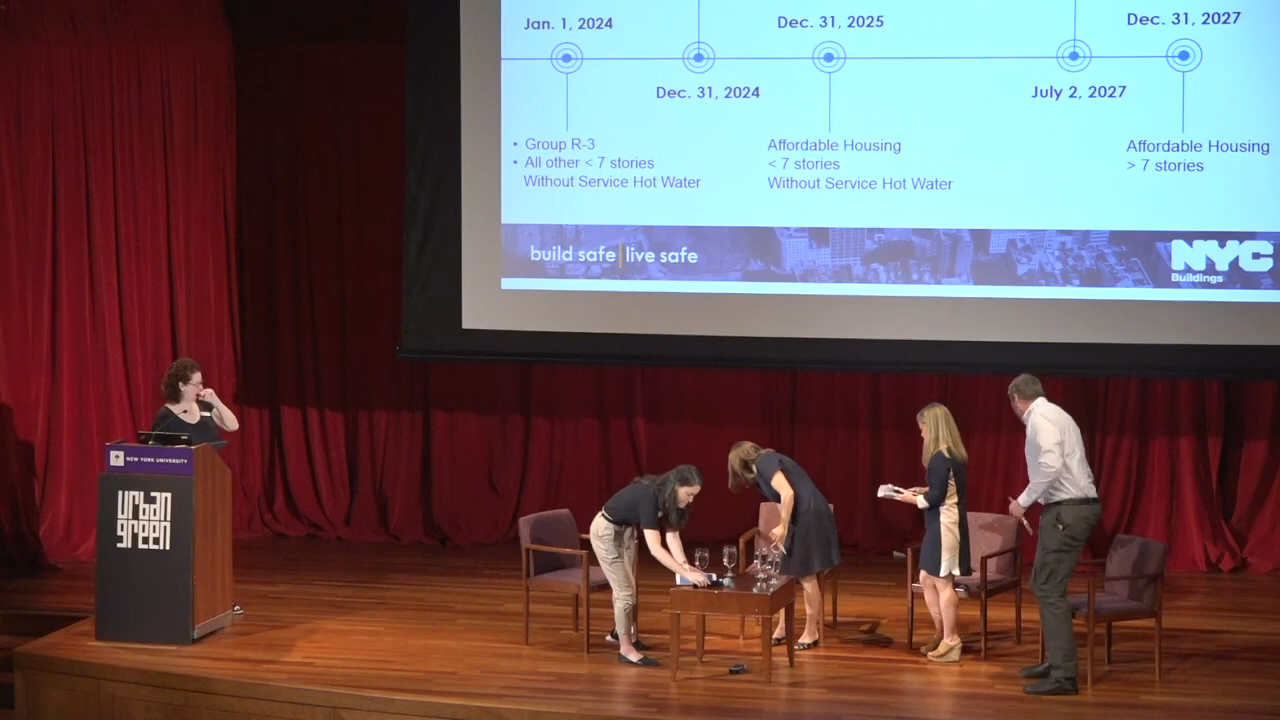 Jan. 1, 2024
Dec. 31, 2025
Dec. 31, 2027
Dec. 31, 2024
July 2, 2027
• Group R-3
• All other < 7 stories
Without Service Hot Water
Affordable Housing
< 7 stories
Without Service Hot Water
Affordable Housing
> 7 stories
build safe|live safe
NYC
Buildings
NEW YORK UNIVERSITY
urban
green